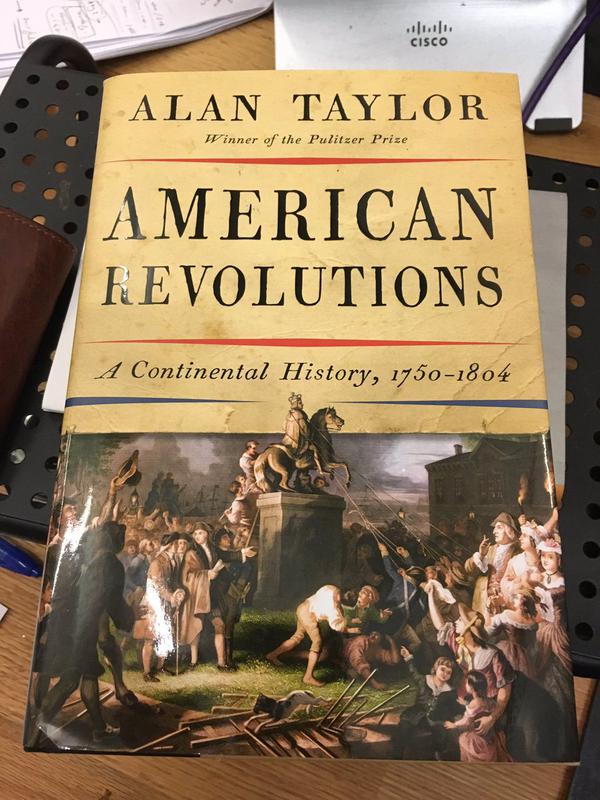 CISCO
ALAN TAYLOR
Winner of the Pulitzer Prize
AMERICAN
REVOLUTIONS
A Continental History, 1750–1804